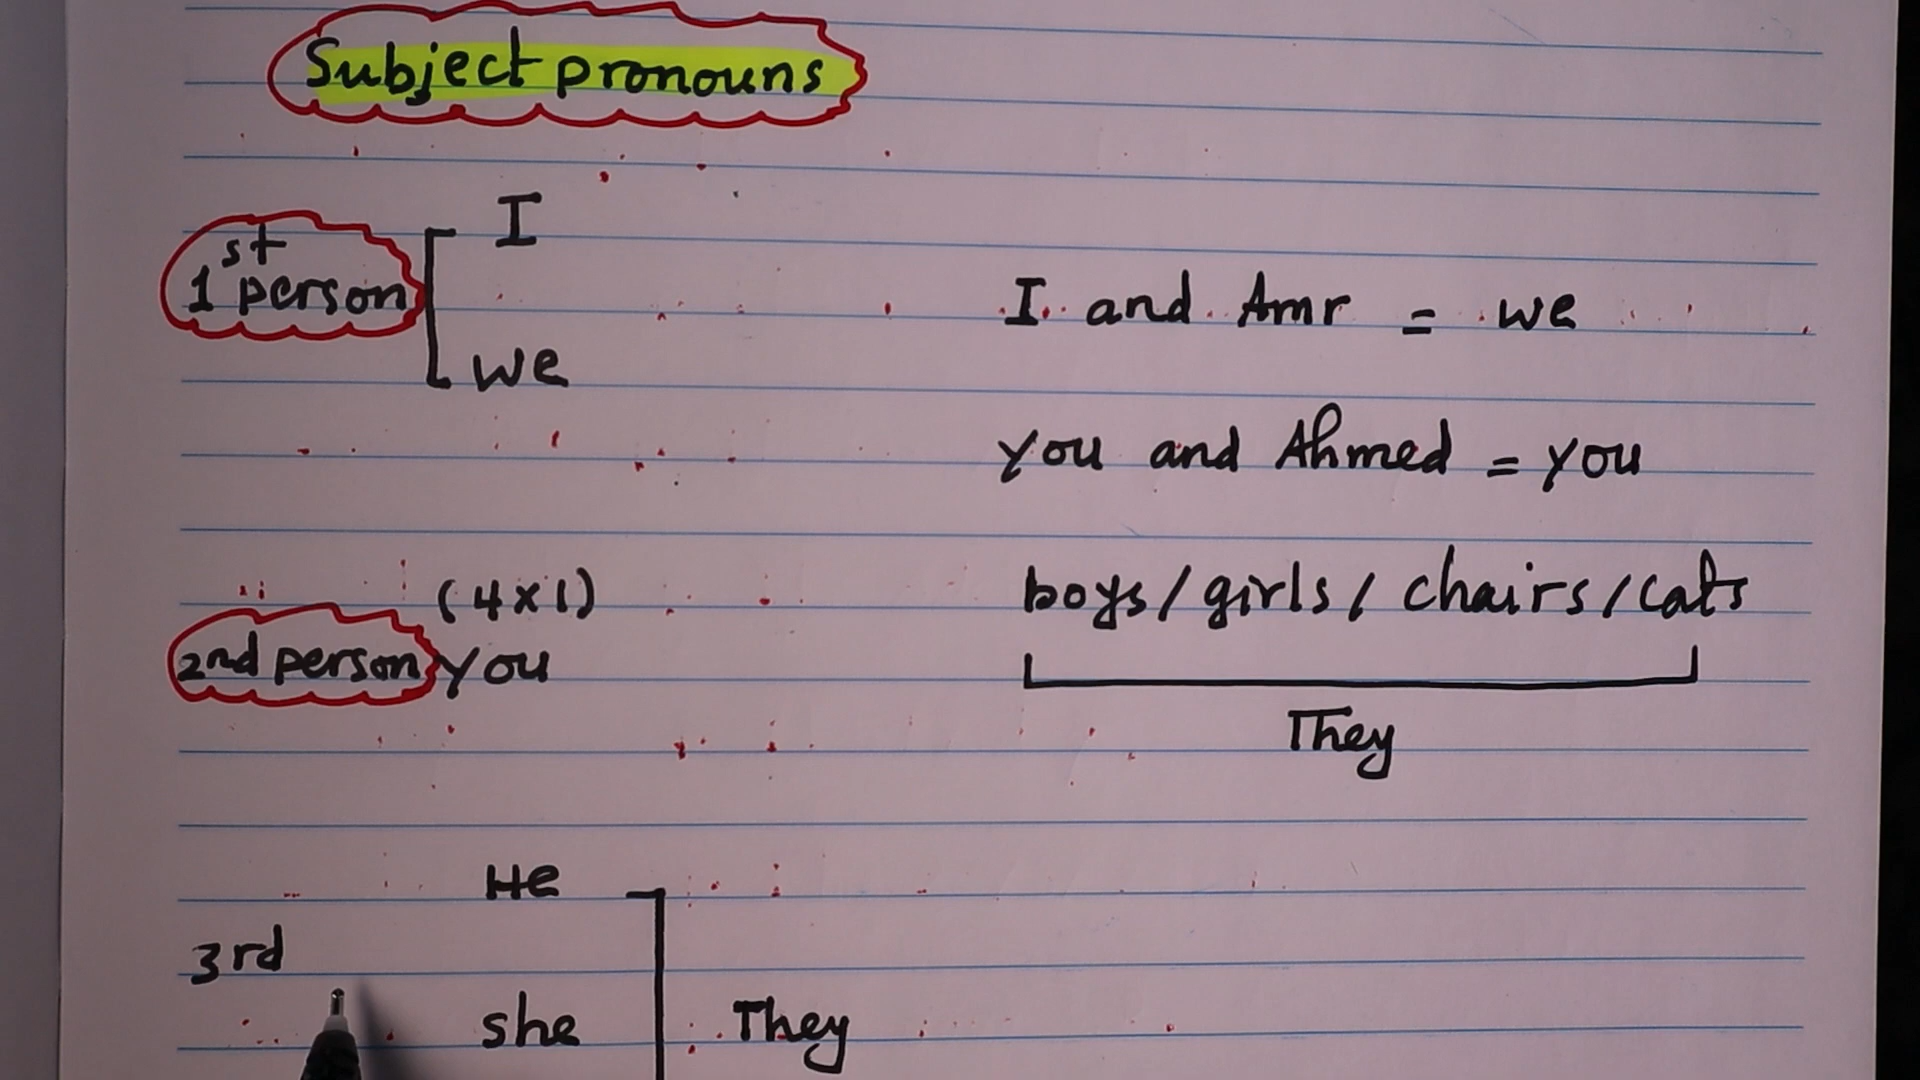 Subject pronouns
I
1st person
I and Amr = we
we
you and Ahmed = you
(4x1)
boys / girls / chairs / cats
2nd person you
They
He
3rd
she They